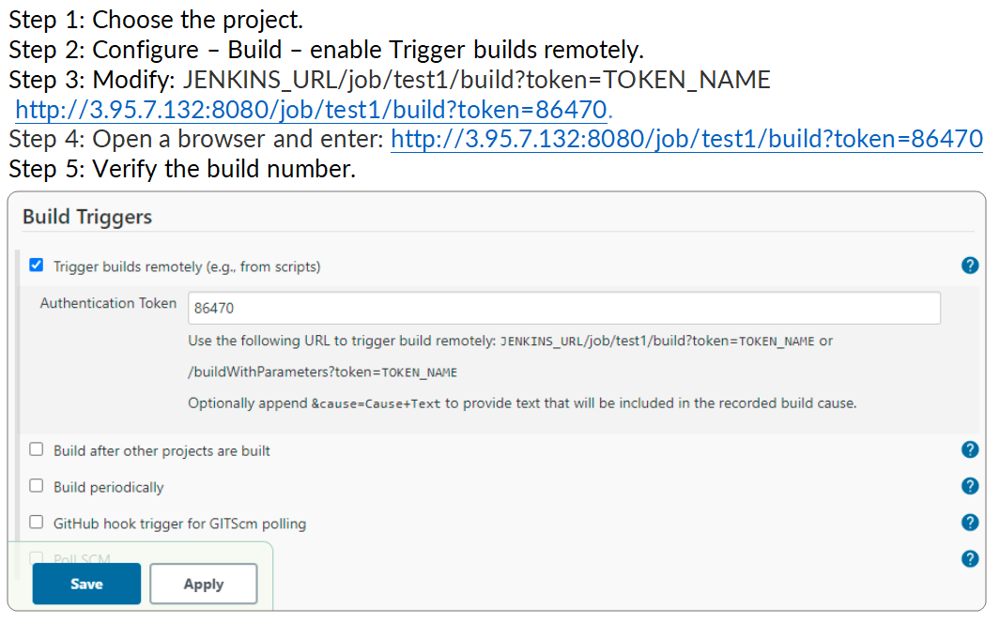 Step 1: Choose the project.
Step 2: Configure – Build – enable Trigger builds remotely.
Step 3: Modify: JENKINS_URL/job/test1/build?token=TOKEN_NAME
http://3.95.7.132:8080/job/test1/build?token=86470.
Step 4: Open a browser and enter: http://3.95.7.132:8080/job/test1/build?token=86470
Step 5: Verify the build number.
Build Triggers
Trigger builds remotely (e.g., from scripts)
?
Authentication Token
86470
Use the following URL to trigger build remotely: JENKINS_URL/job/test1/build?token=TOKEN_NAME or
/buildWithParameters?token=TOKEN_NAME
Optionally append &cause=Cause+Text to provide text that will be included in the recorded build cause.
Build after other projects are built
?
Build periodically
?
GitHub hook trigger for GITScm polling
?
Poll SCM
?
Save
Apply